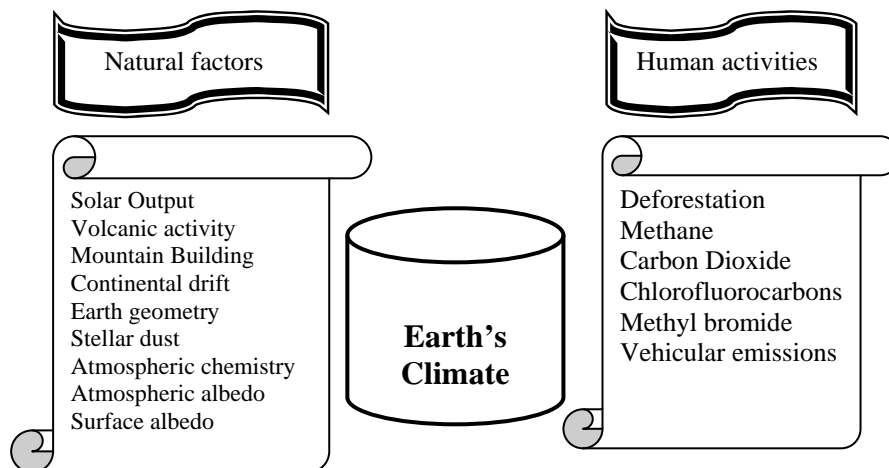 Natural factors
Human activities
Solar Output
Volcanic activity
Mountain Building
Continental drift
Earth geometry
Stellar dust
Atmospheric chemistry
Atmospheric albedo
Surface albedo
Earth’s
Climate
Deforestation
Methane
Carbon Dioxide
Chlorofluorocarbons
Methyl bromide
Vehicular emissions